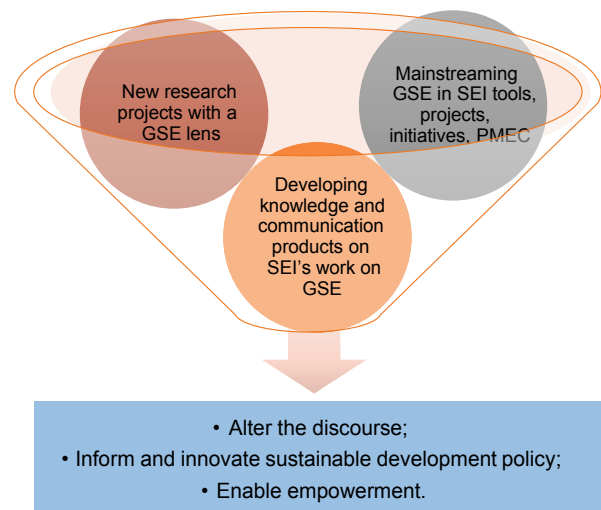 New research
projects with a
GSE lens
Mainstreaming
GSE in SEI tools,
projects,
initiatives, PMEC
Developing
knowledge and
communication
products on
SEI’s work on
GSE
• Alter the discourse;
• Inform and innovate sustainable development policy;
• Enable empowerment.